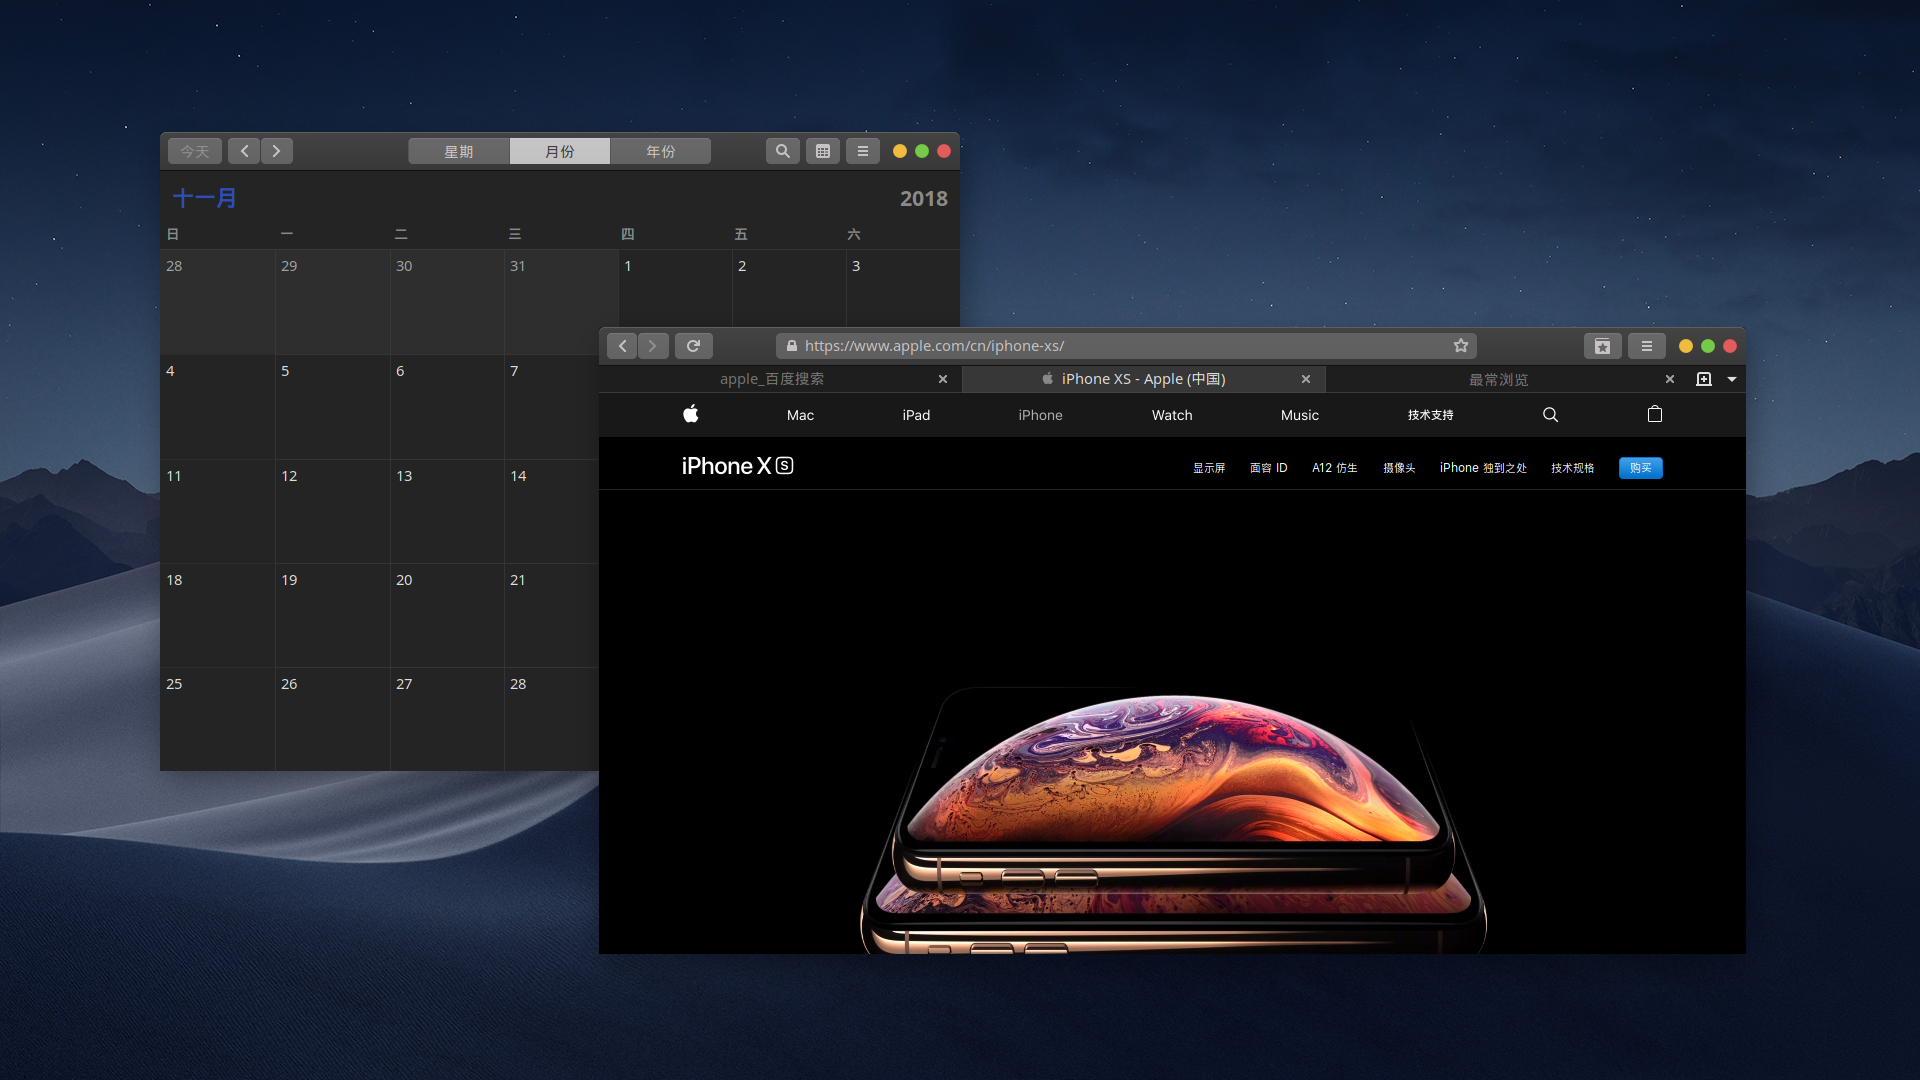 今天 星期 月份 年份
十一月 2018
日 一 二 三 四 五 六
28 29 30 31 1 2 3
4 5 6 7
11 12 13 14
18 19 20 21
25 26 27 28
https://www.apple.com/cn/iphone-xs/
apple_百度搜索 iPhone XS - Apple (中国) 最常浏览
Mac iPad iPhone Watch Music 技术支持
iPhone XS 显示屏 面容 ID A12 仿生 摄像头 iPhone 独到之处 技术规格 购买